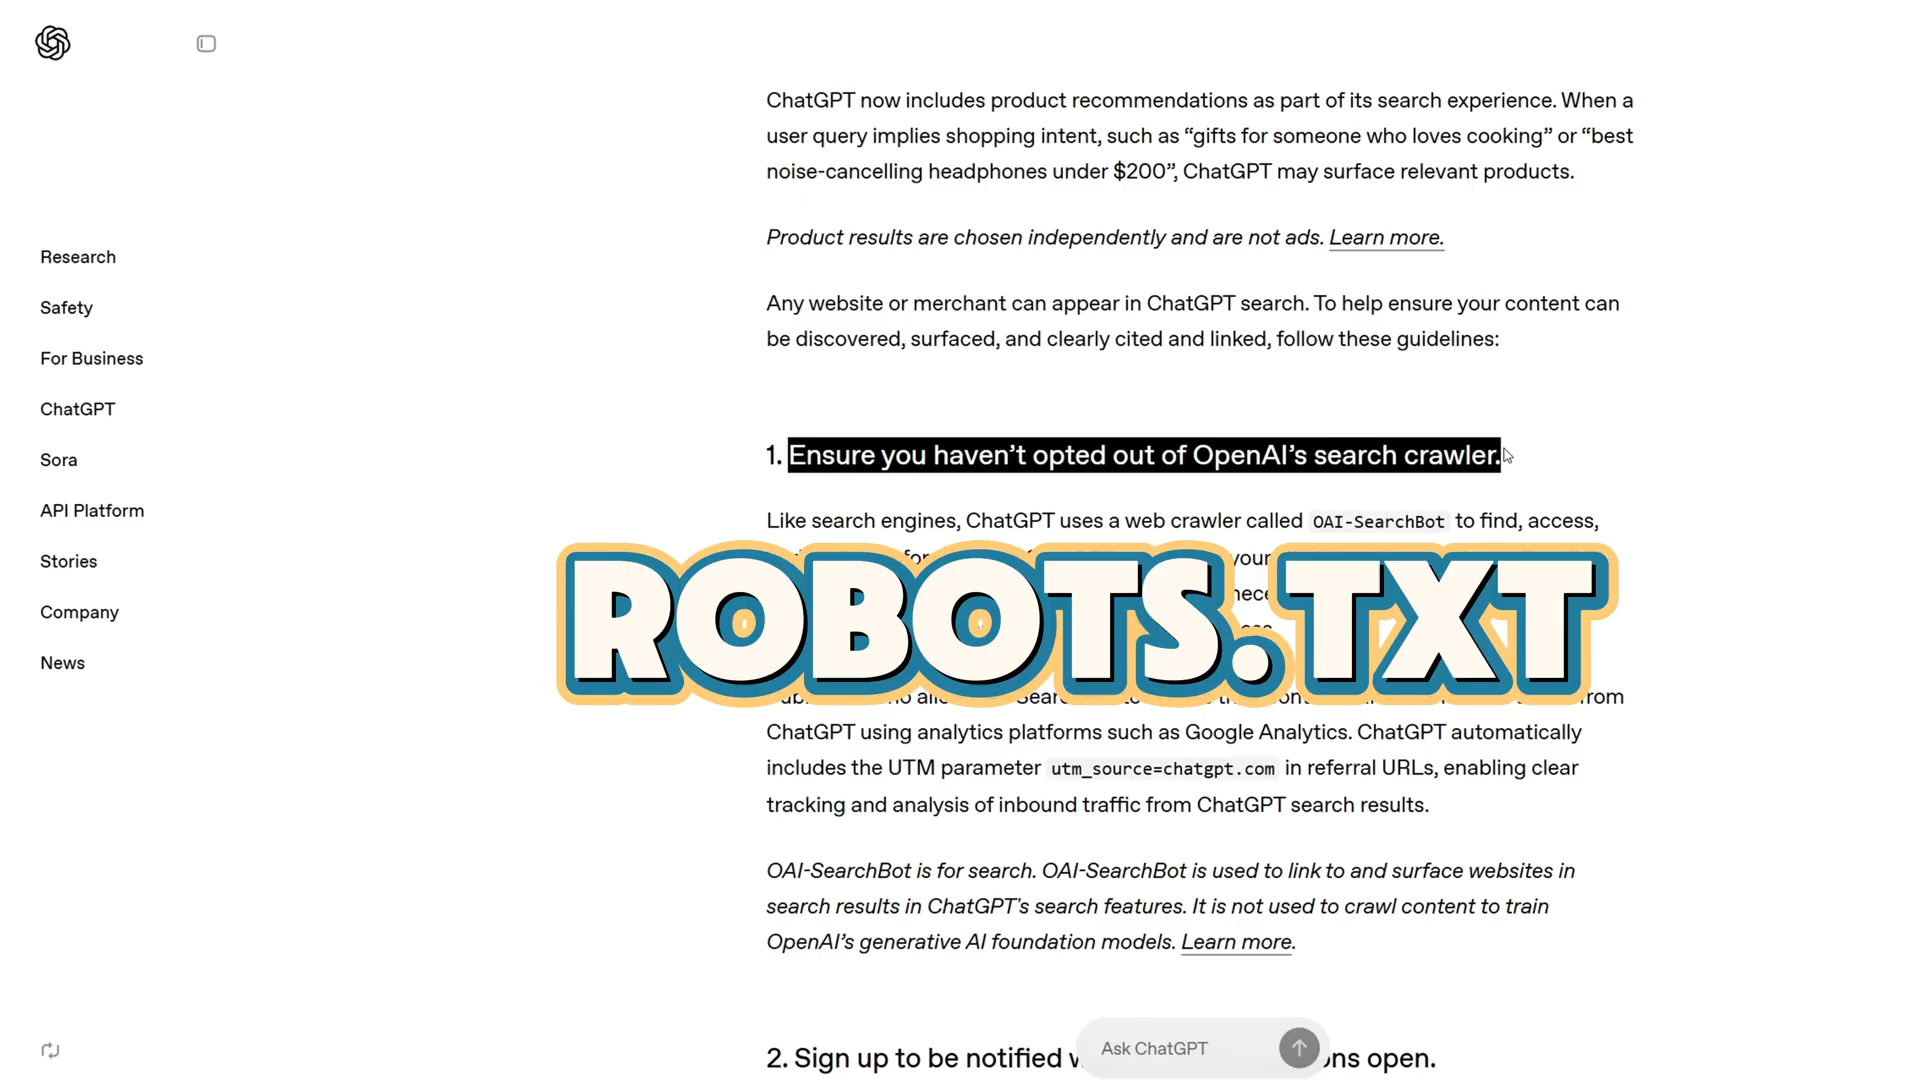 ChatGPT now includes product recommendations as part of its search experience. When a
user query implies shopping intent, such as “gifts for someone who loves cooking” or “best
noise-cancelling headphones under $200”, ChatGPT may surface relevant products.
Product results are chosen independently and are not ads. Learn more.
Any website or merchant can appear in ChatGPT search. To help ensure your content can
be discovered, surfaced, and clearly cited and linked, follow these guidelines:
Research
Safety
For Business
ChatGPT
Sora
API Platform
Stories
Company
News
1. Ensure you haven’t opted out of OpenAI’s search crawler.
Like search engines, ChatGPT uses a web crawler called OAI-SearchBot to find, access,
ROBOTS.TXT
from
ChatGPT using analytics platforms such as Google Analytics. ChatGPT automatically
includes the UTM parameter utm_source=chatgpt.com in referral URLs, enabling clear
tracking and analysis of inbound traffic from ChatGPT search results.
OAI-SearchBot is for search. OAI-SearchBot is used to link to and surface websites in
search results in ChatGPT's search features. It is not used to crawl content to train
OpenAI’s generative AI foundation models. Learn more.
2. Sign up to be notified open.
Ask ChatGPT